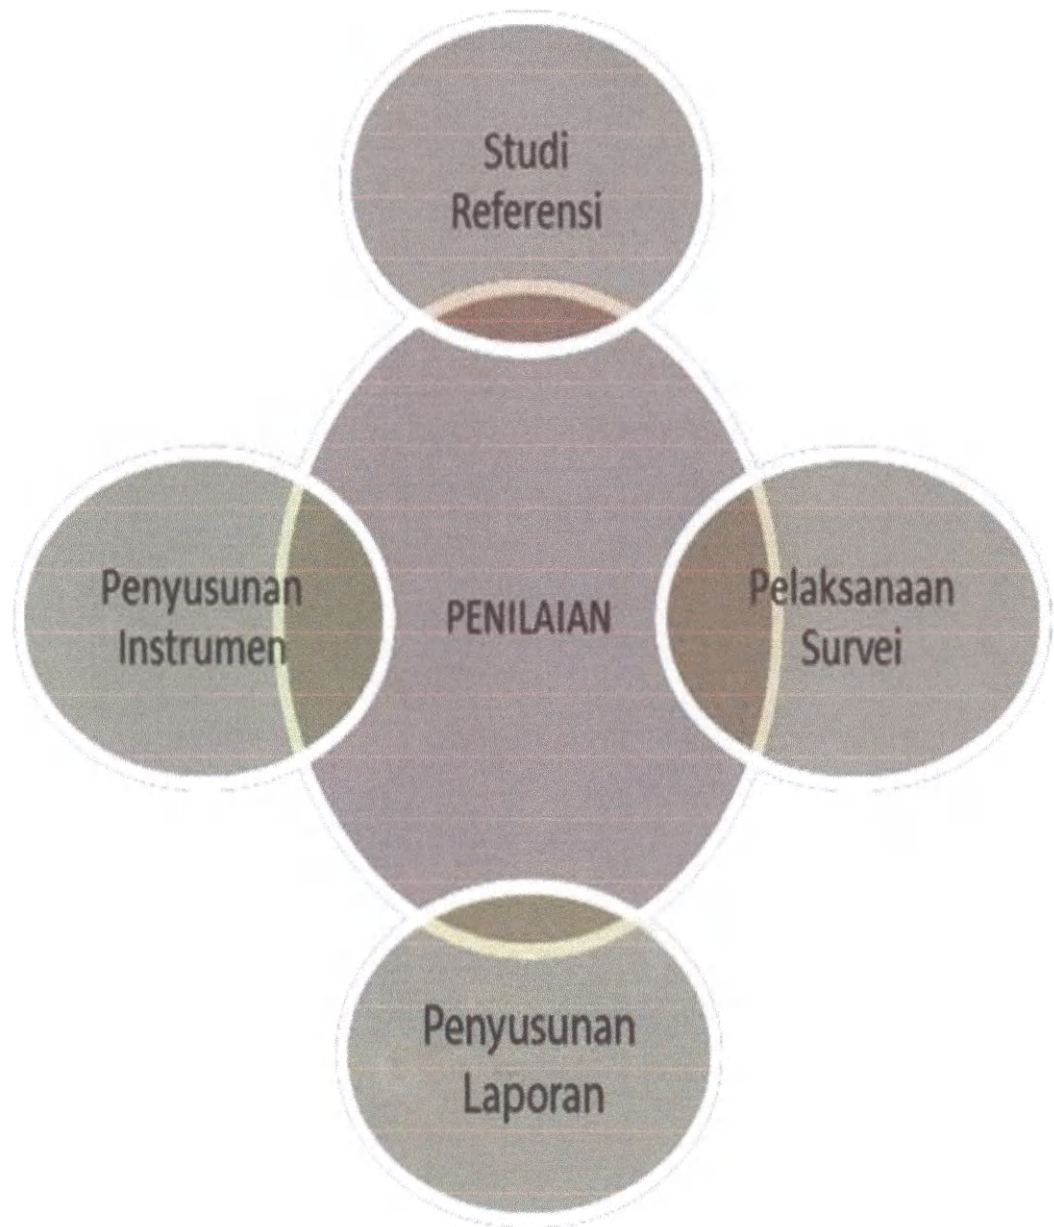 Studi
Referensi
Penyusunan
Instrumen
PENILAIAN
Pelaksanaan
Survei
Penyusunan
Laporan